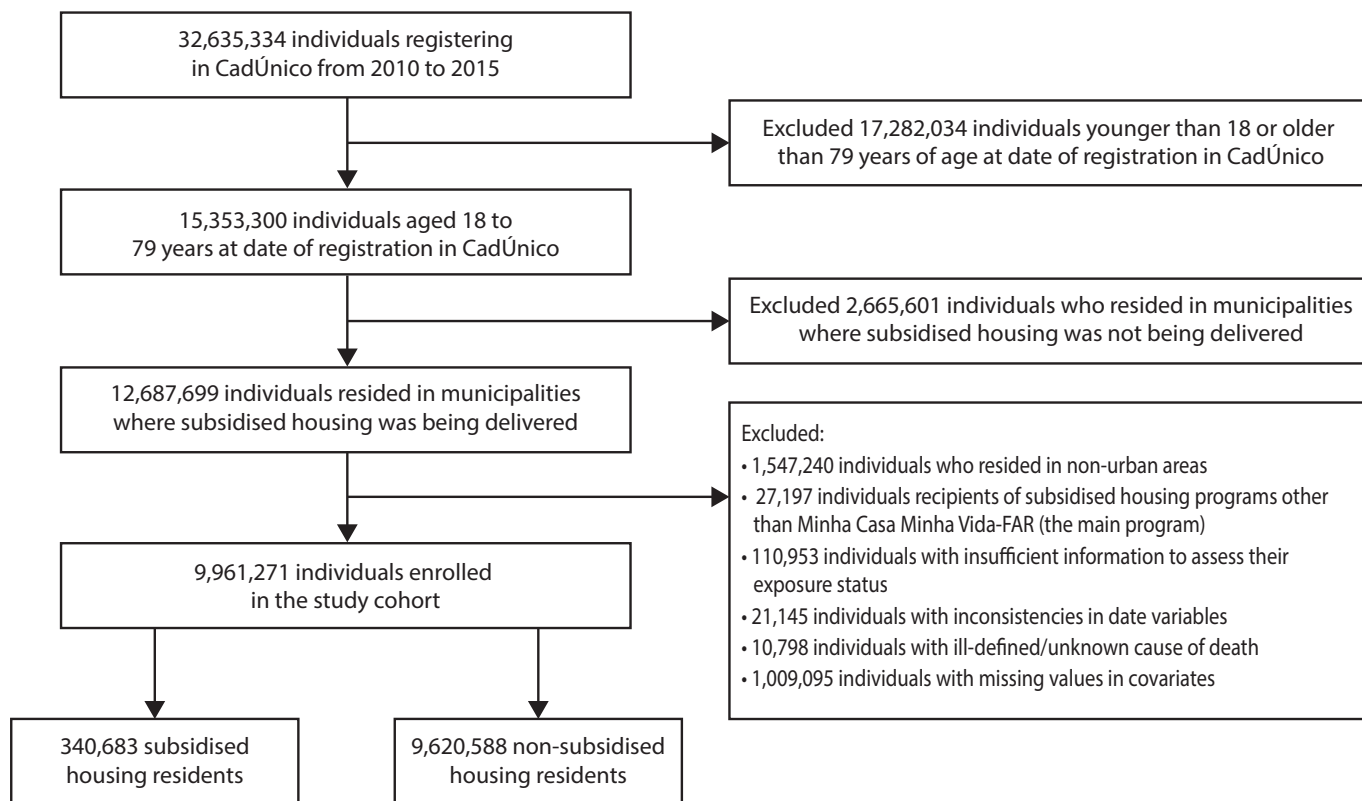 32,635,334 individuals registering
in CadÚnico from 2010 to 2015
Excluded 17,282,034 individuals younger than 18 or older
than 79 years of age at date of registration in CadÚnico
15,353,300 individuals aged 18 to
79 years at date of registration in CadÚnico
Excluded 2,665,601 individuals who resided in municipalities
where subsidised housing was not being delivered
12,687,699 individuals resided in municipalities
where subsidised housing was being delivered
Excluded:
• 1,547,240 individuals who resided in non-urban areas
• 27,197 individuals recipients of subsidised housing programs other
than Minha Casa Minha Vida-FAR (the main program)
• 110,953 individuals with insufficient information to assess their
exposure status
• 21,145 individuals with inconsistencies in date variables
• 10,798 individuals with ill-defined/unknown cause of death
• 1,009,095 individuals with missing values in covariates
9,961,271 individuals enrolled
in the study cohort
340,683 subsidised
housing residents
9,620,588 non-subsidised
housing residents